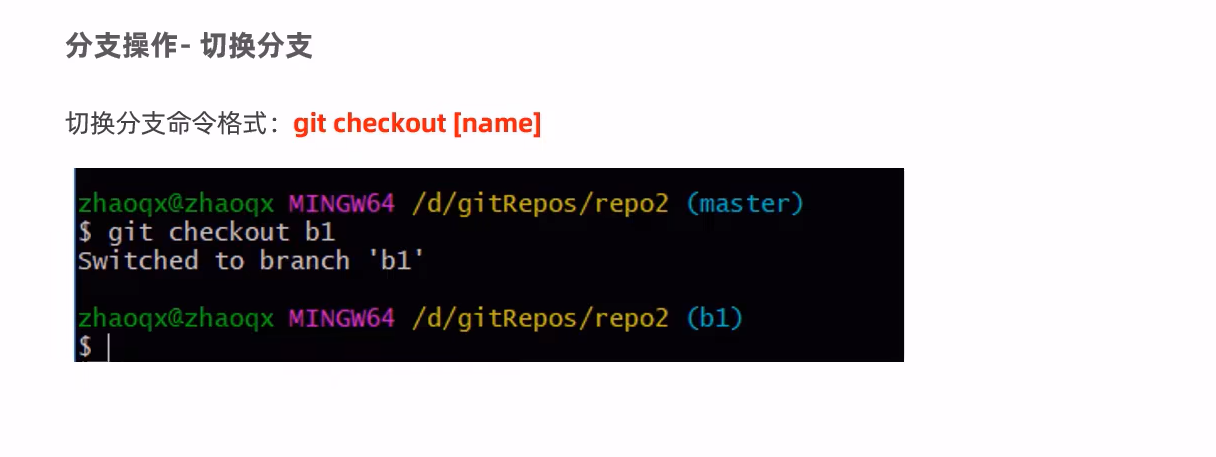 分支操作- 切换分支
切换分支命令格式：git checkout [name]
zhaoqx@zhaoqx MINGW64 /d/gitRepos/repo2 (master)
$ git checkout b1
Switched to branch 'b1'
zhaoqx@zhaoqx MINGW64 /d/gitRepos/repo2 (b1)
$